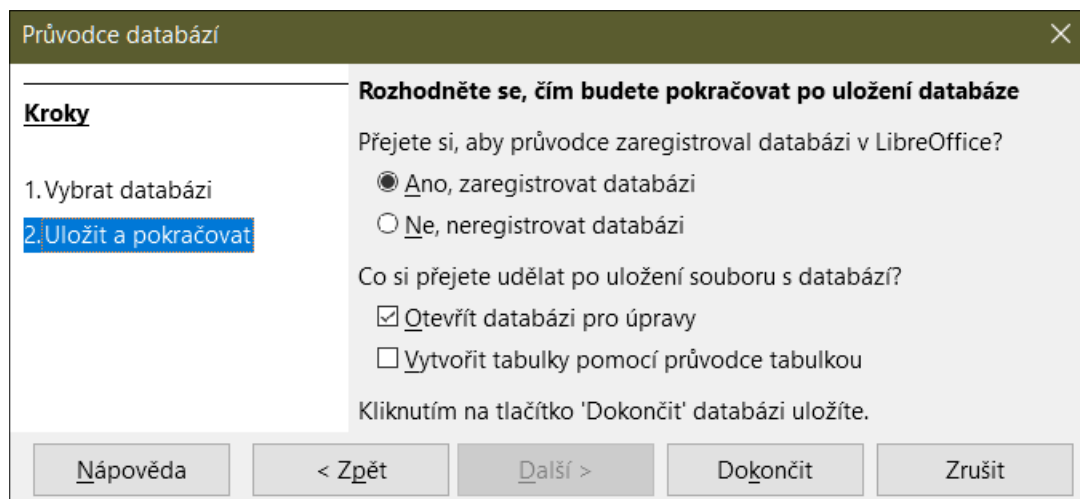 Průvodce databází
Kroky
1. Vybrat databázi
2. Uložit a pokračovat
Rozhodněte se, čím budete pokračovat po uložení databáze
Přejete si, aby průvodce zaregistroval databázi v LibreOffice?
Ano, zaregistrovat databázi
Ne, neregistrovat databázi
Co si přejete udělat po uložení souboru s databází?
Otevřít databázi pro úpravy
Vytvořit tabulky pomocí průvodce tabulkou
Kliknutím na tlačítko 'Dokončit' databázi uložíte.
Nápověda
< Zpět
Další >
Dokončit
Zrušit